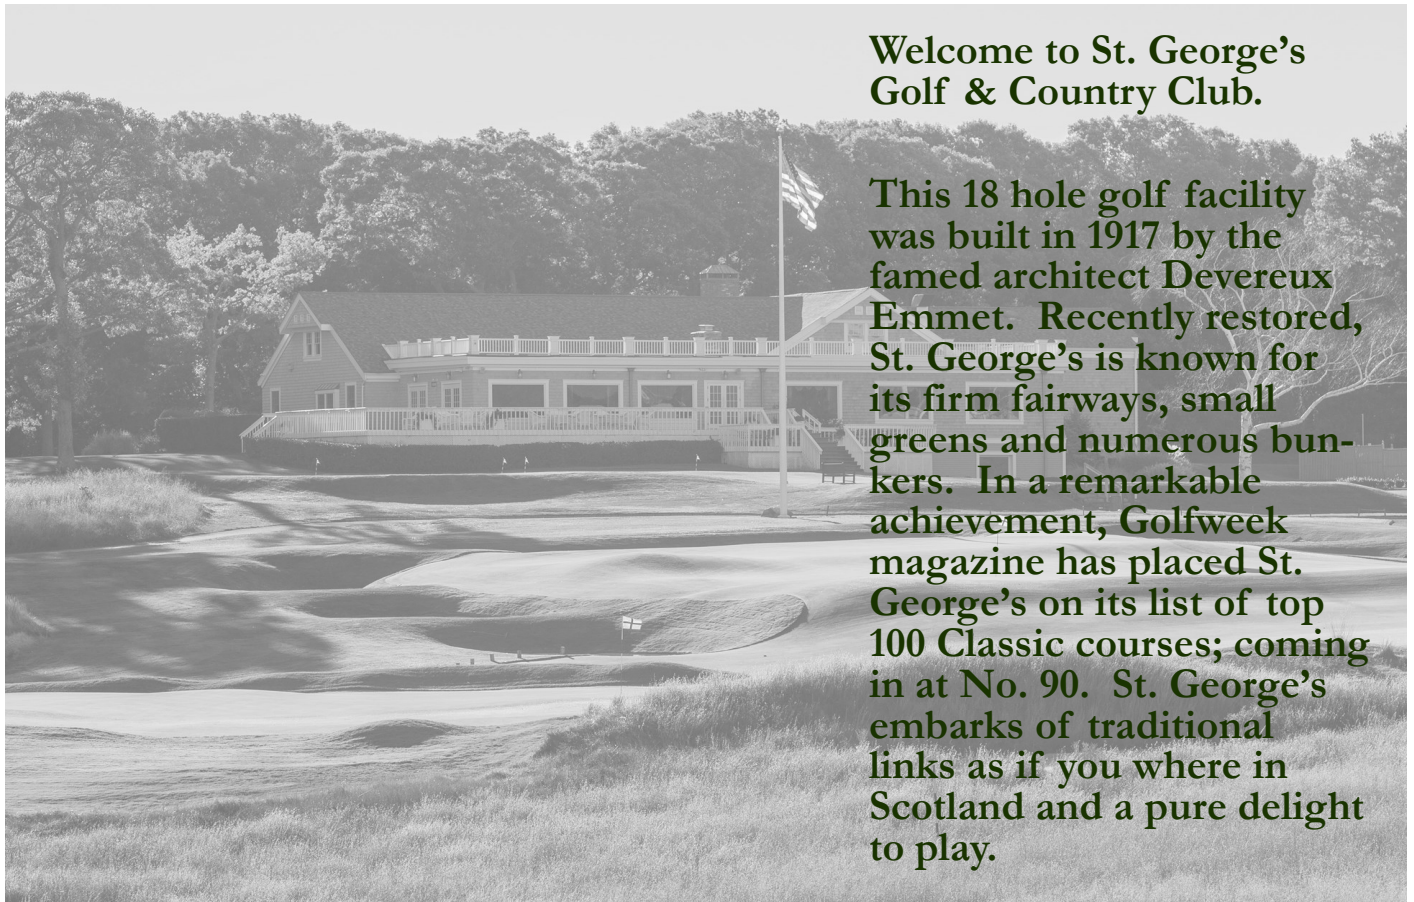 Welcome to St. George’s
Golf & Country Club.
This 18 hole golf facility
was built in 1917 by the
famed architect Devereux
Emmet.  Recently restored,
St. George’s is known for
its firm fairways, small
greens and numerous bun-
kers.  In a remarkable
achievement, Golfweek
magazine has placed St.
George’s on its list of top
100 Classic courses; coming
in at No. 90.  St. George’s
embarks of traditional
links as if you where in
Scotland and a pure delight
to play.